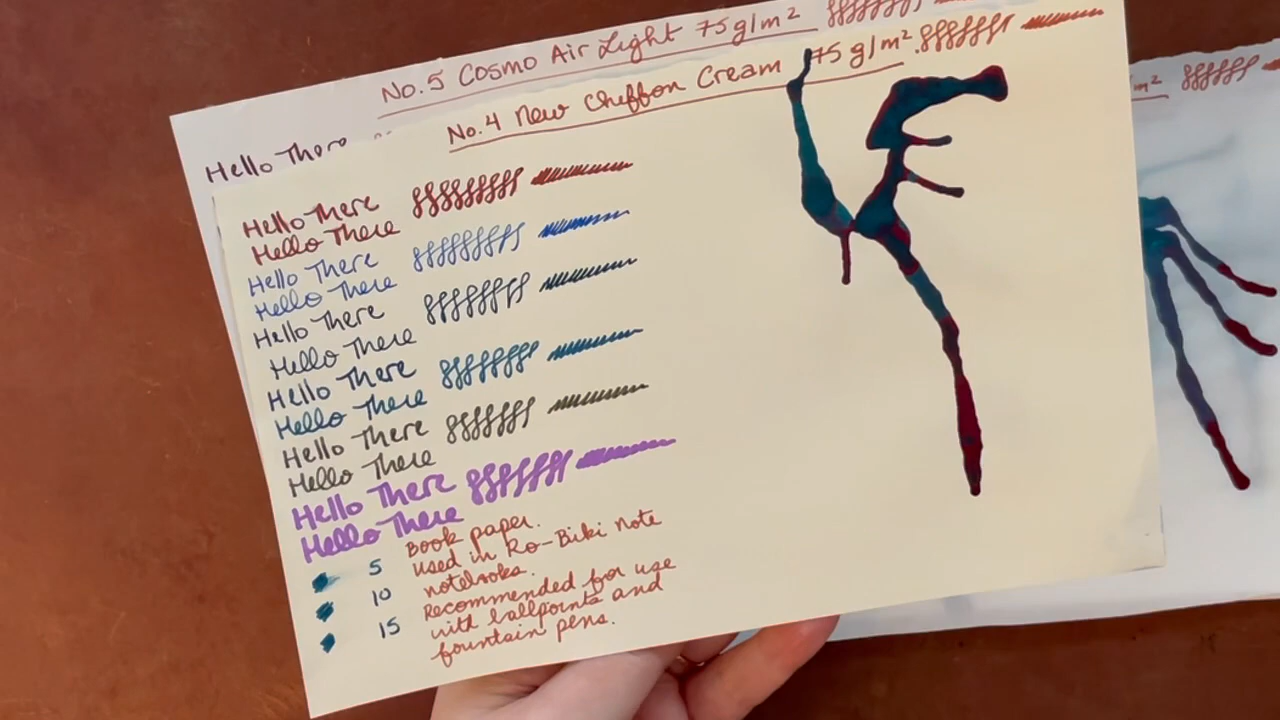 No.5 Cosmo Air Light 75g/m²
Hello There
No.4 New Cheffon Cream 75 g/m².
m²
Hello There
Hello There
Hello There
Hello There
Hello There
Hello There
Hello There
Hello There
Hello There
Hello There
Hello There
Hello There
5
10
15
Book paper.
used in Ro-Biki Note
notebooks.
Recommended for use
with ballpoints and
fountain pens.